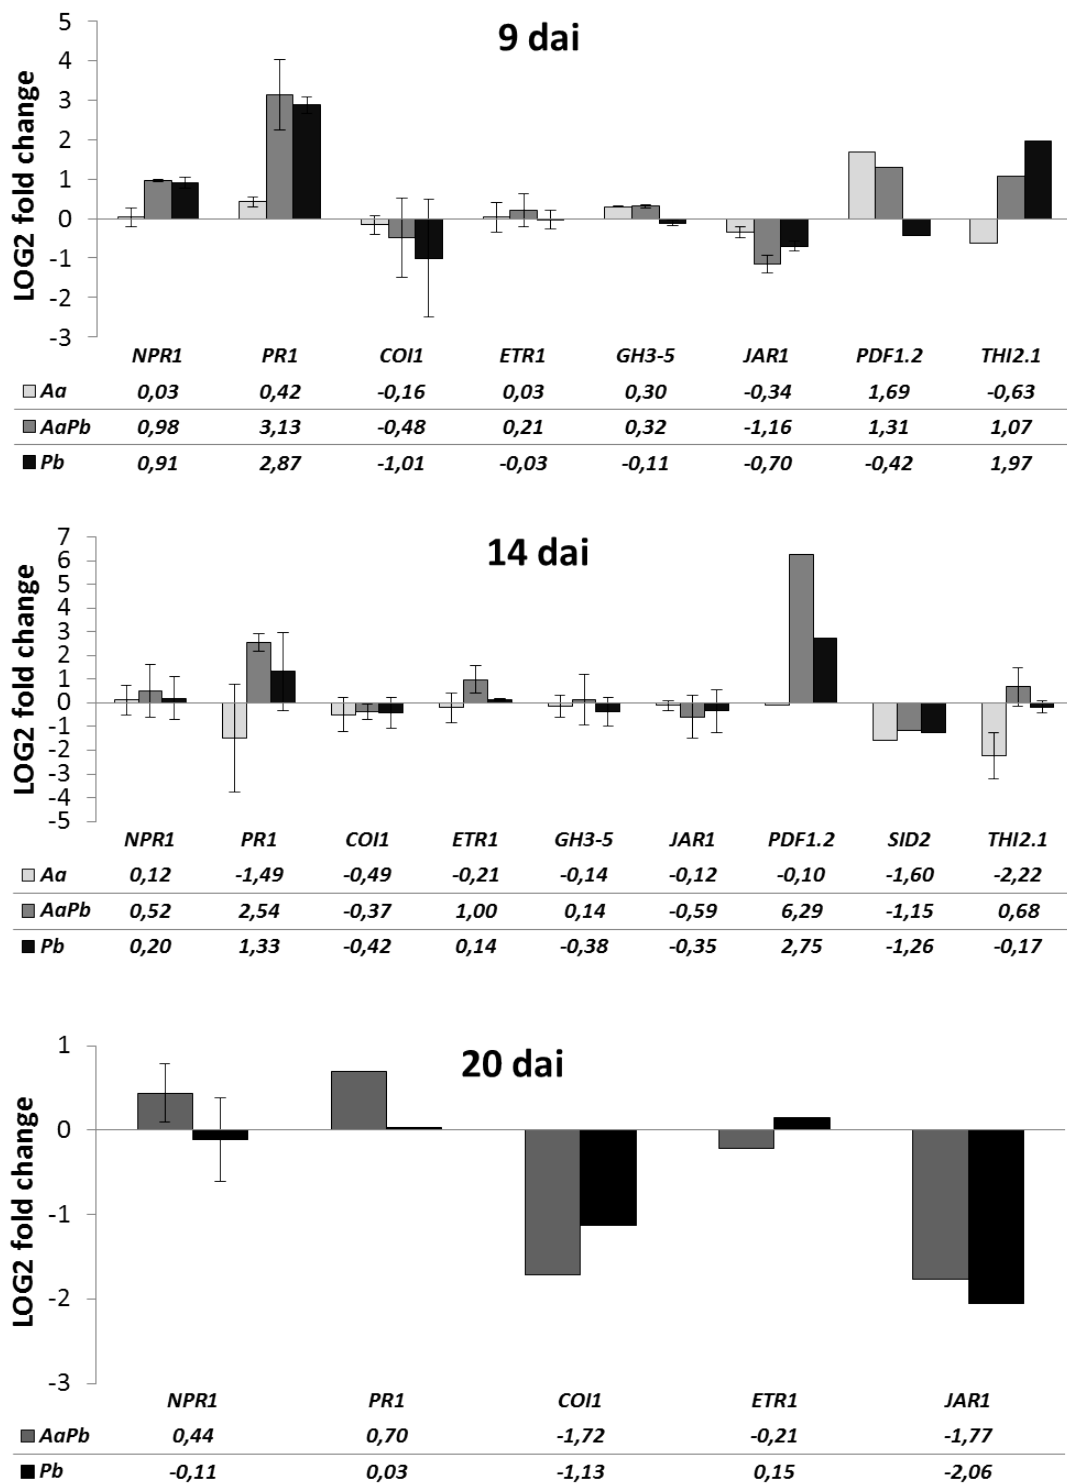 9 dai
LOG2 fold change
5
4
3
2
1
0
-1
-2
-3
NPR1 PR1 COI1 ETR1 GH3-5 JAR1 PDF1.2 THI2.1
Aa 0,03 0,42 -0,16 0,03 0,30 -0,34 1,69 -0,63
AaPb 0,98 3,13 -0,48 0,21 0,32 -1,16 1,31 1,07
Pb 0,91 2,87 -1,01 -0,03 -0,11 -0,70 -0,42 1,97
14 dai
LOG2 fold change
7
6
5
4
3
2
1
0
-1
-2
-3
-4
-5
NPR1 PR1 COI1 ETR1 GH3-5 JAR1 PDF1.2 SID2 THI2.1
Aa 0,12 -1,49 -0,49 -0,21 -0,14 -0,12 -0,10 -1,60 -2,22
AaPb 0,52 2,54 -0,37 1,00 0,14 -0,59 6,29 -1,15 0,68
Pb 0,20 1,33 -0,42 0,14 -0,38 -0,35 2,75 -1,26 -0,17
20 dai
LOG2 fold change
1
0
-1
-2
-3
NPR1 PR1 COI1 ETR1 JAR1
AaPb 0,44 0,70 -1,72 -0,21 -1,77
Pb -0,11 0,03 -1,13 0,15 -2,06